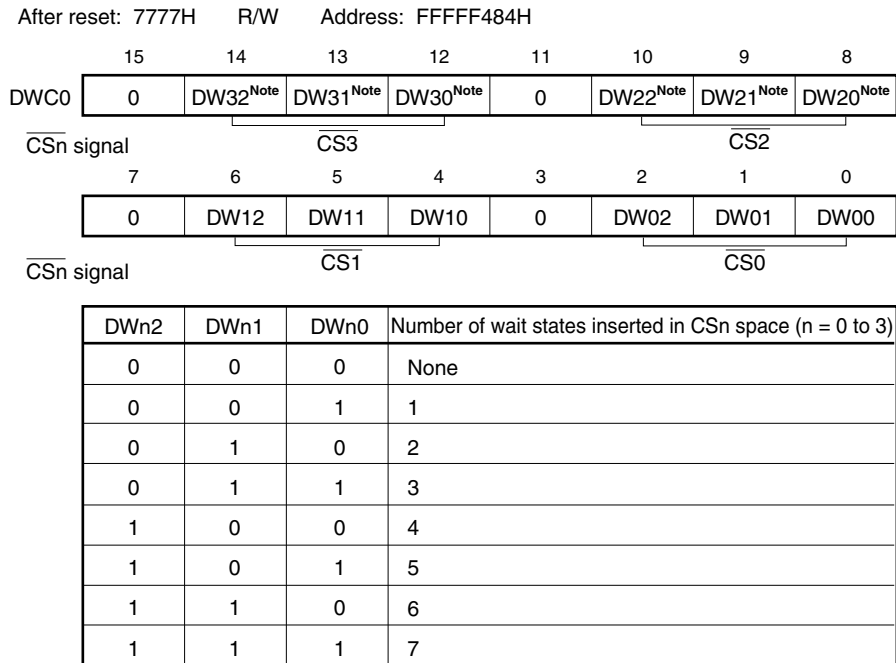 After reset: 7777H R/W Address: FFFFF484H
15 14 13 12 11 10 9 8
DWC0 0 DW32Note DW31Note DW30Note 0 DW22Note DW21Note DW20Note
CSn signal CS3 CS2
7 6 5 4 3 2 1 0
0 DW12 DW11 DW10 0 DW02 DW01 DW00
CSn signal CS1 CS0
DWn2 DWn1 DWn0 Number of wait states inserted in CSn space (n = 0 to 3)
0 0 0 None
0 0 1 1
0 1 0 2
0 1 1 3
1 0 0 4
1 0 1 5
1 1 0 6
1 1 1 7